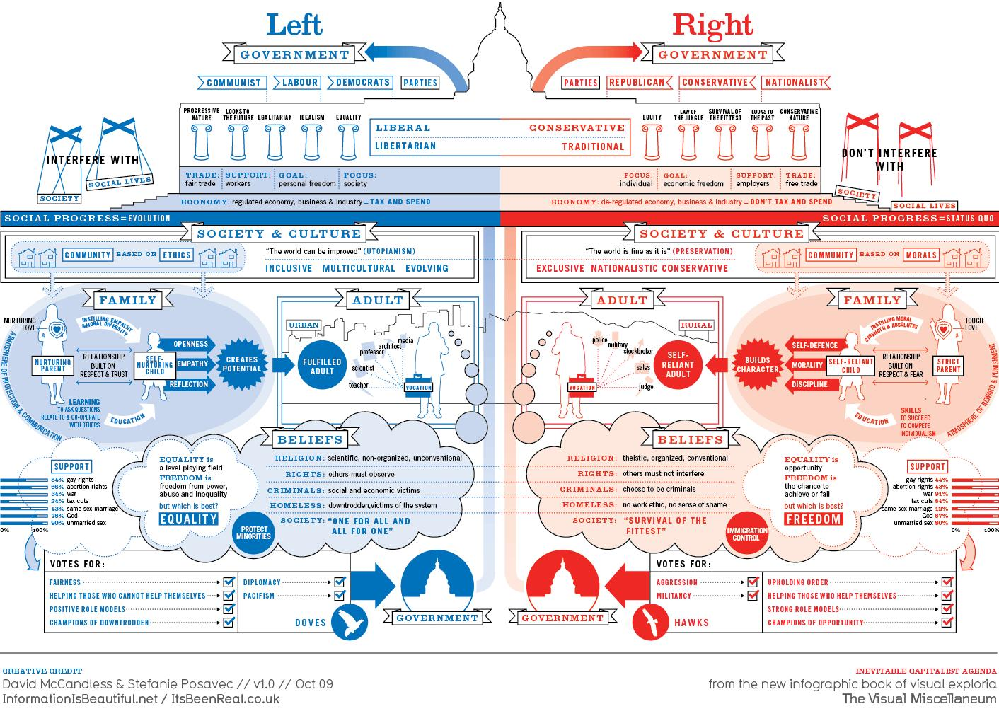 Left
Right
GOVERNMENT
GOVERNMENT
COMMUNIST
LABOUR
DEMOCRATS
PARTIES
PARTIES
REPUBLICAN
CONSERVATIVE
NATIONALIST
PROGRESSIVE NATURE
LOOKS TO THE FUTURE
EGALITARIAN
IDEALISM
EQUALITY
LIBERAL
LIBERTARIAN
CONSERVATIVE
TRADITIONAL
EQUITY
LAW OF THE JUNGLE
SURVIVAL OF THE FITTEST
LOOKS TO THE PAST
CONSERVATIVE NATURE
INTERFERE WITH
SOCIETY
SOCIAL LIVES
DON'T INTERFERE
WITH
SOCIETY
SOCIAL LIVES
TRADE:
fair trade
SUPPORT:
workers
GOAL:
personal freedom
FOCUS:
society
FOCUS:
individual
GOAL:
economic freedom
SUPPORT:
employers
TRADE:
free trade
ECONOMY: regulated economy, business & industry = TAX AND SPEND
ECONOMY: de-regulated economy, business & industry = DON'T TAX AND SPEND
SOCIAL PROGRESS=EVOLUTION
SOCIAL PROGRESS=STATUS QUO
SOCIETY & CULTURE
COMMUNITY BASED ON ETHICS
"The world can be improved" (UTOPIANISM)
INCLUSIVE MULTICULTURAL EVOLVING
SOCIETY & CULTURE
"The world is fine as it is" (PRESERVATION)
EXCLUSIVE NATIONALISTIC CONSERVATIVE
COMMUNITY BASED ON MORALS
FAMILY
NURTURING
LOVE
INSTILLING EMPATHY
& MORAL DIVERSITY
NURTURING
PARENT
RELATIONSHIP
BUILT ON
RESPECT & TRUST
SELF-
NURTURING
CHILD
OPENNESS
EMPATHY
REFLECTION
CREATES
POTENTIAL
LEARNING
TO ASK QUESTIONS
RELATE TO & CO-OPERATE
WITH OTHERS
EDUCATION
ATMOSPHERE OF PROTECTION & COMMUNICATION
ADULT
URBAN
FULFILLED
ADULT
media
architect
professor
scientist
teacher
VOCATION
ADULT
RURAL
police
military
stockbroker
sales
judge
VOCATION
SELF-
RELIANT
ADULT
FAMILY
TOUGH
LOVE
INSTILLING MORAL
STRENGTH & ABSOLUTES
BUILDS
CHARACTER
SELF-DEFENCE
MORALITY
DISCIPLINE
SELF-RELIANT
CHILD
RELATIONSHIP
BUILT ON
RESPECT & FEAR
STRICT
PARENT
EDUCATION
SKILLS
TO SUCCEED
TO COMPETE
INDIVIDUALISM
ATMOSPHERE OF REWARD & PUNISHMENT
SUPPORT
54% gay rights
66% abortion rights
34% war
24% tax cuts
43% same-sex marriage
78% God
90% unmarried sex
0% 100%
EQUALITY is
a level playing field
FREEDOM is
freedom from power,
abuse and inequality
but which is best?
EQUALITY
PROTECT
MINORITIES
BELIEFS
RELIGION: scientific, non-organized, unconventional
RIGHTS: others must observe
CRIMINALS: social and economic victims
HOMELESS: downtrodden,victims of the system
SOCIETY: "ONE FOR ALL AND
ALL FOR ONE"
BELIEFS
RELIGION: theistic, organized, conventional
RIGHTS: others must not interfere
CRIMINALS: choose to be criminals
HOMELESS: no work ethic, no sense of shame
SOCIETY: "SURVIVAL OF THE
FITTEST"
IMMIGRATION
CONTROL
EQUALITY is
opportunity
FREEDOM is
the chance to
achieve or fail
but which is best?
FREEDOM
SUPPORT
gay rights 44%
abortion rights 43%
war 91%
tax cuts 84%
same-sex marriage 12%
God 87%
unmarried sex 80%
0% 100%
VOTES FOR:
FAIRNESS
HELPING THOSE WHO CANNOT HELP THEMSELVES
POSITIVE ROLE MODELS
CHAMPIONS OF DOWNTRODDEN
DIPLOMACY
PACIFISM
DOVES
GOVERNMENT
GOVERNMENT
VOTES FOR:
AGGRESSION
MILITANCY
HAWKS
UPHOLDING ORDER
HELPING THOSE WHO HELP THEMSELVES
STRONG ROLE MODELS
CHAMPIONS OF OPPORTUNITY
CREATIVE CREDIT
David McCandless & Stefanie Posavec // v1.0 // Oct 09
InformationIsBeautiful.net / ItsBeenReal.co.uk
INEVITABLE CAPITALIST AGENDA
from the new infographic book of visual exploria
The Visual Miscellaneum